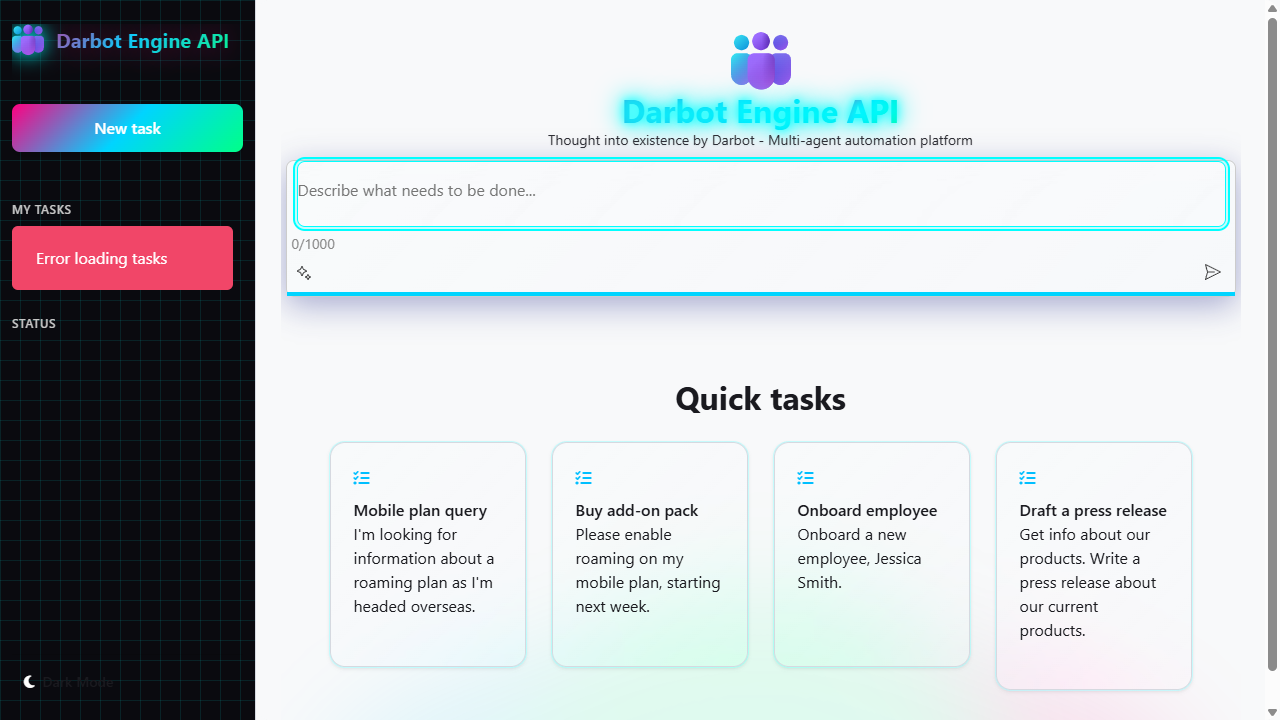 Darbot Engine API
New task
MY TASKS
Error loading tasks
STATUS
Dark Mode
Darbot Engine API
Thought into existence by Darbot - Multi-agent automation platform
Describe what needs to be done...
0/1000
Quick tasks
Mobile plan query
I'm looking for
information about a
roaming plan as I'm
headed overseas.
Buy add-on pack
Please enable
roaming on my
mobile plan, starting
next week.
Onboard employee
Onboard a new
employee, Jessica
Smith.
Draft a press release
Get info about our
products. Write a
press release about
our current
products.